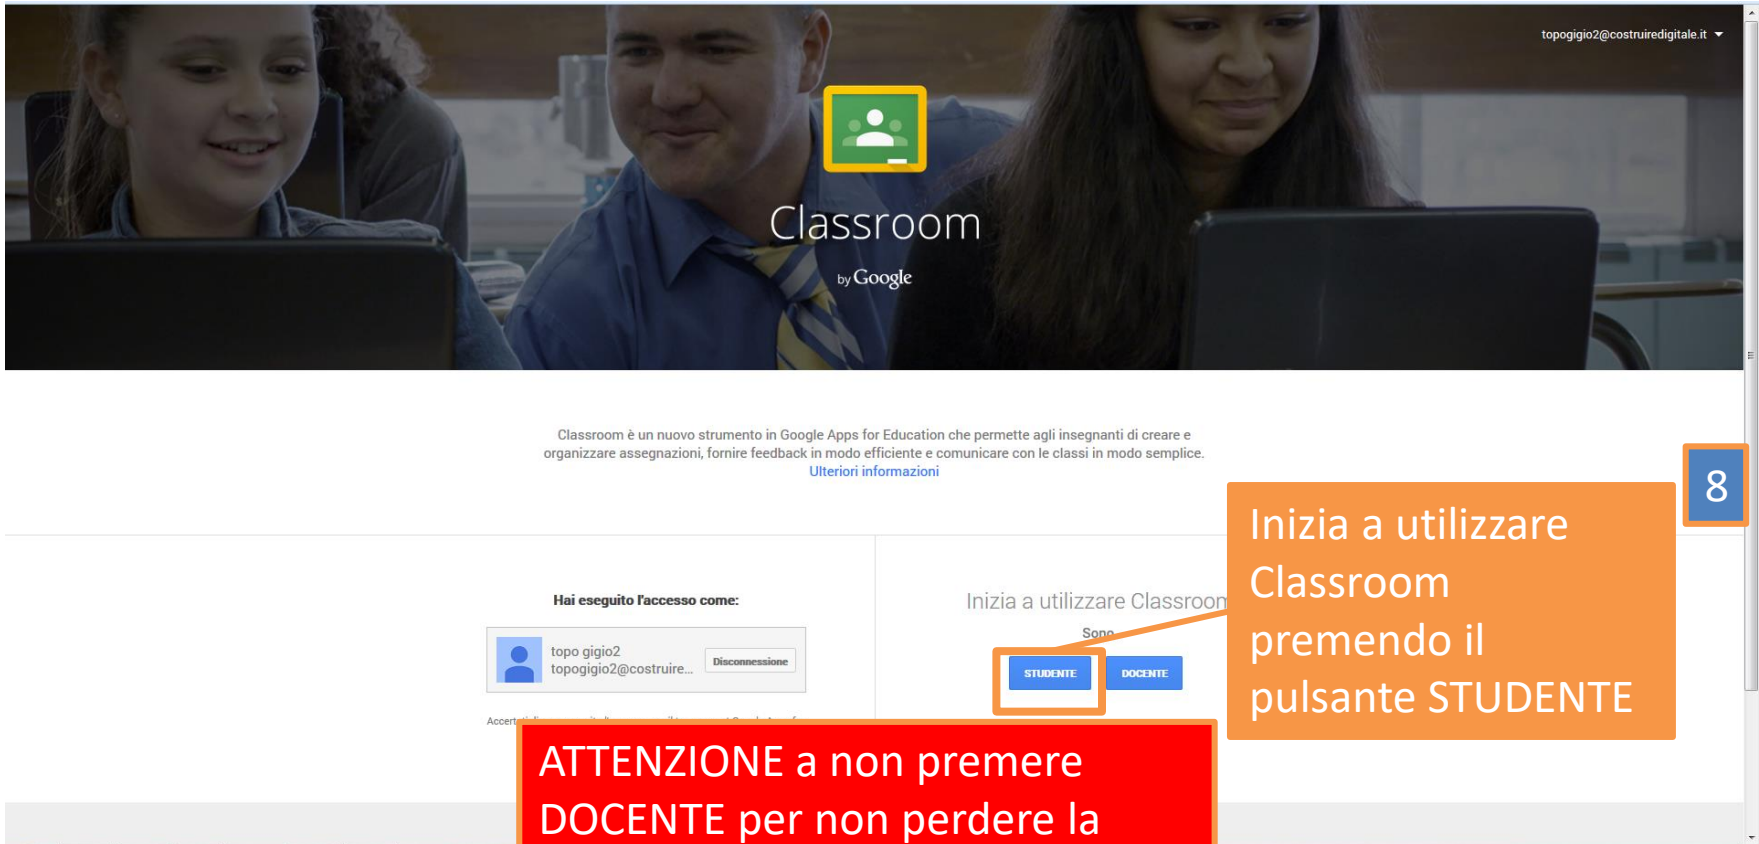 topogigio2@costruiredigitale.it
Classroom
by Google
Classroom è un nuovo strumento in Google Apps for Education che permette agli insegnanti di creare e
organizzare assegnazioni, fornire feedback in modo efficiente e comunicare con le classi in modo semplice.
Ulteriori informazioni
8
Inizia a utilizzare
Classroom
premendo il
pulsante STUDENTE
Hai eseguito l'accesso come:
topo gigio2
topogigio2@costruire...
Disconnessione
Inizia a utilizzare Classroom
Sono
STUDENTE
DOCENTE
ATTENZIONE a non premere
DOCENTE per non perdere la